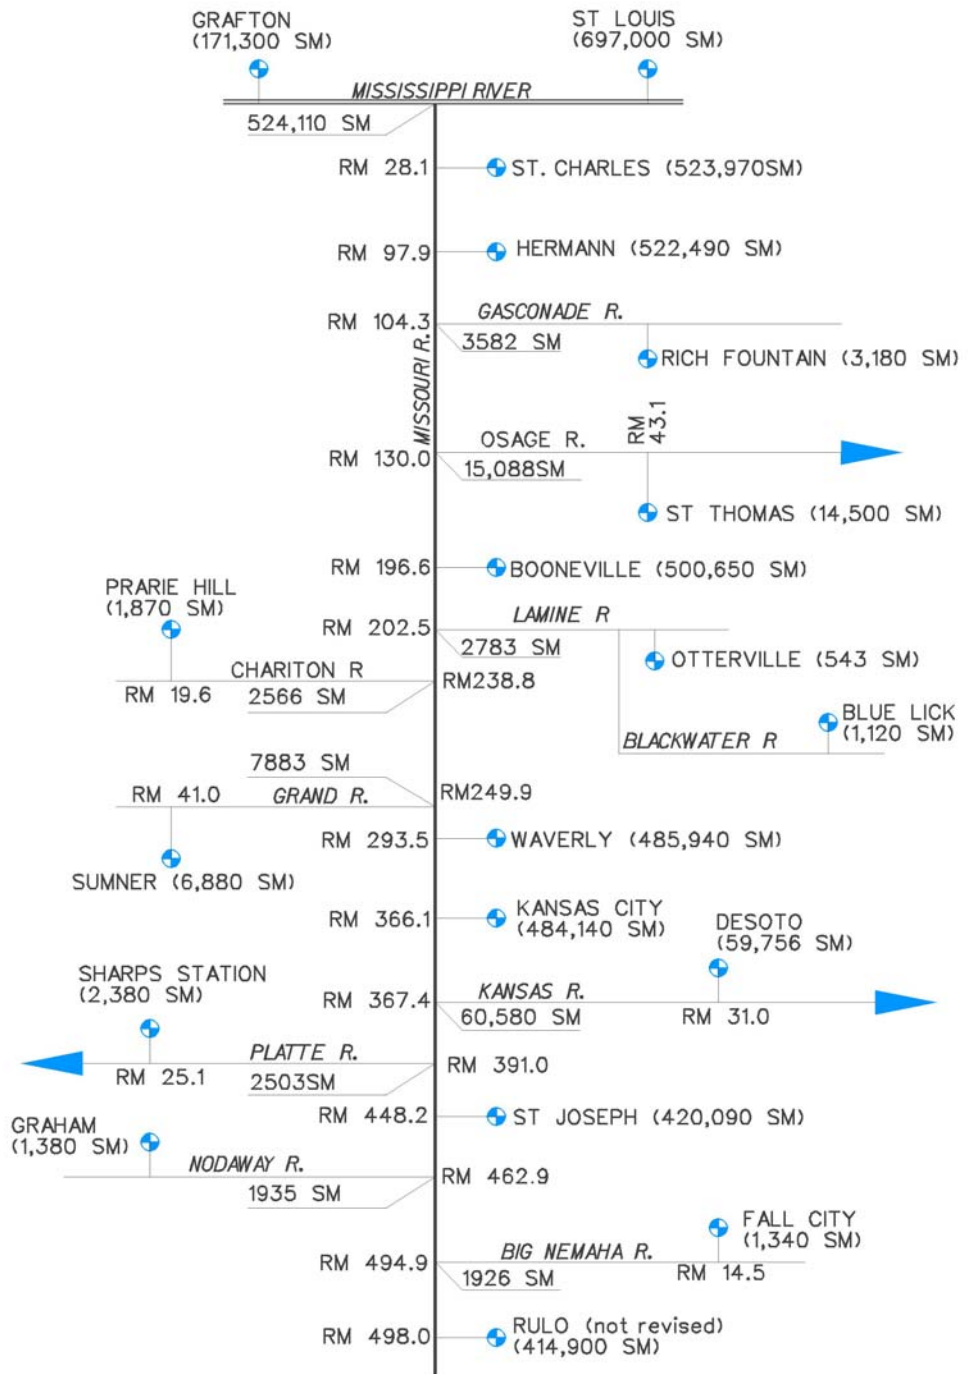 GRAFTON
(171,300 SM)
ST LOUIS
(697,000 SM)
MISSISSIPPI RIVER
524,110 SM
RM 28.1
ST. CHARLES (523,970SM)
RM 97.9
HERMANN (522,490 SM)
GASCONADE R.
RM 104.3
3582 SM
RICH FOUNTAIN (3,180 SM)
MISSOURI R.
RM
43.1
OSAGE R.
RM 130.0
15,088SM
ST THOMAS (14,500 SM)
RM 196.6
BOONEVILLE (500,650 SM)
PRARIE HILL
(1,870 SM)
LAMINE R
RM 202.5
2783 SM
OTTERVILLE (543 SM)
CHARITON R
RM238.8
RM 19.6
2566 SM
BLUE LICK
(1,120 SM)
BLACKWATER R
7883 SM
RM 41.0
GRAND R.
RM249.9
RM 293.5
WAVERLY (485,940 SM)
SUMNER (6,880 SM)
RM 366.1
KANSAS CITY
(484,140 SM)
DESOTO
(59,756 SM)
SHARPS STATION
(2,380 SM)
RM 367.4
KANSAS R.
60,580 SM
RM 31.0
PLATTE R.
RM 391.0
RM 25.1
2503SM
RM 448.2
ST JOSEPH (420,090 SM)
GRAHAM
(1,380 SM)
NODAWAY R.
RM 462.9
1935 SM
FALL CITY
(1,340 SM)
BIG NEMAHA R.
RM 494.9
1926 SM
RM 14.5
RM 498.0
RULO (not revised)
(414,900 SM)